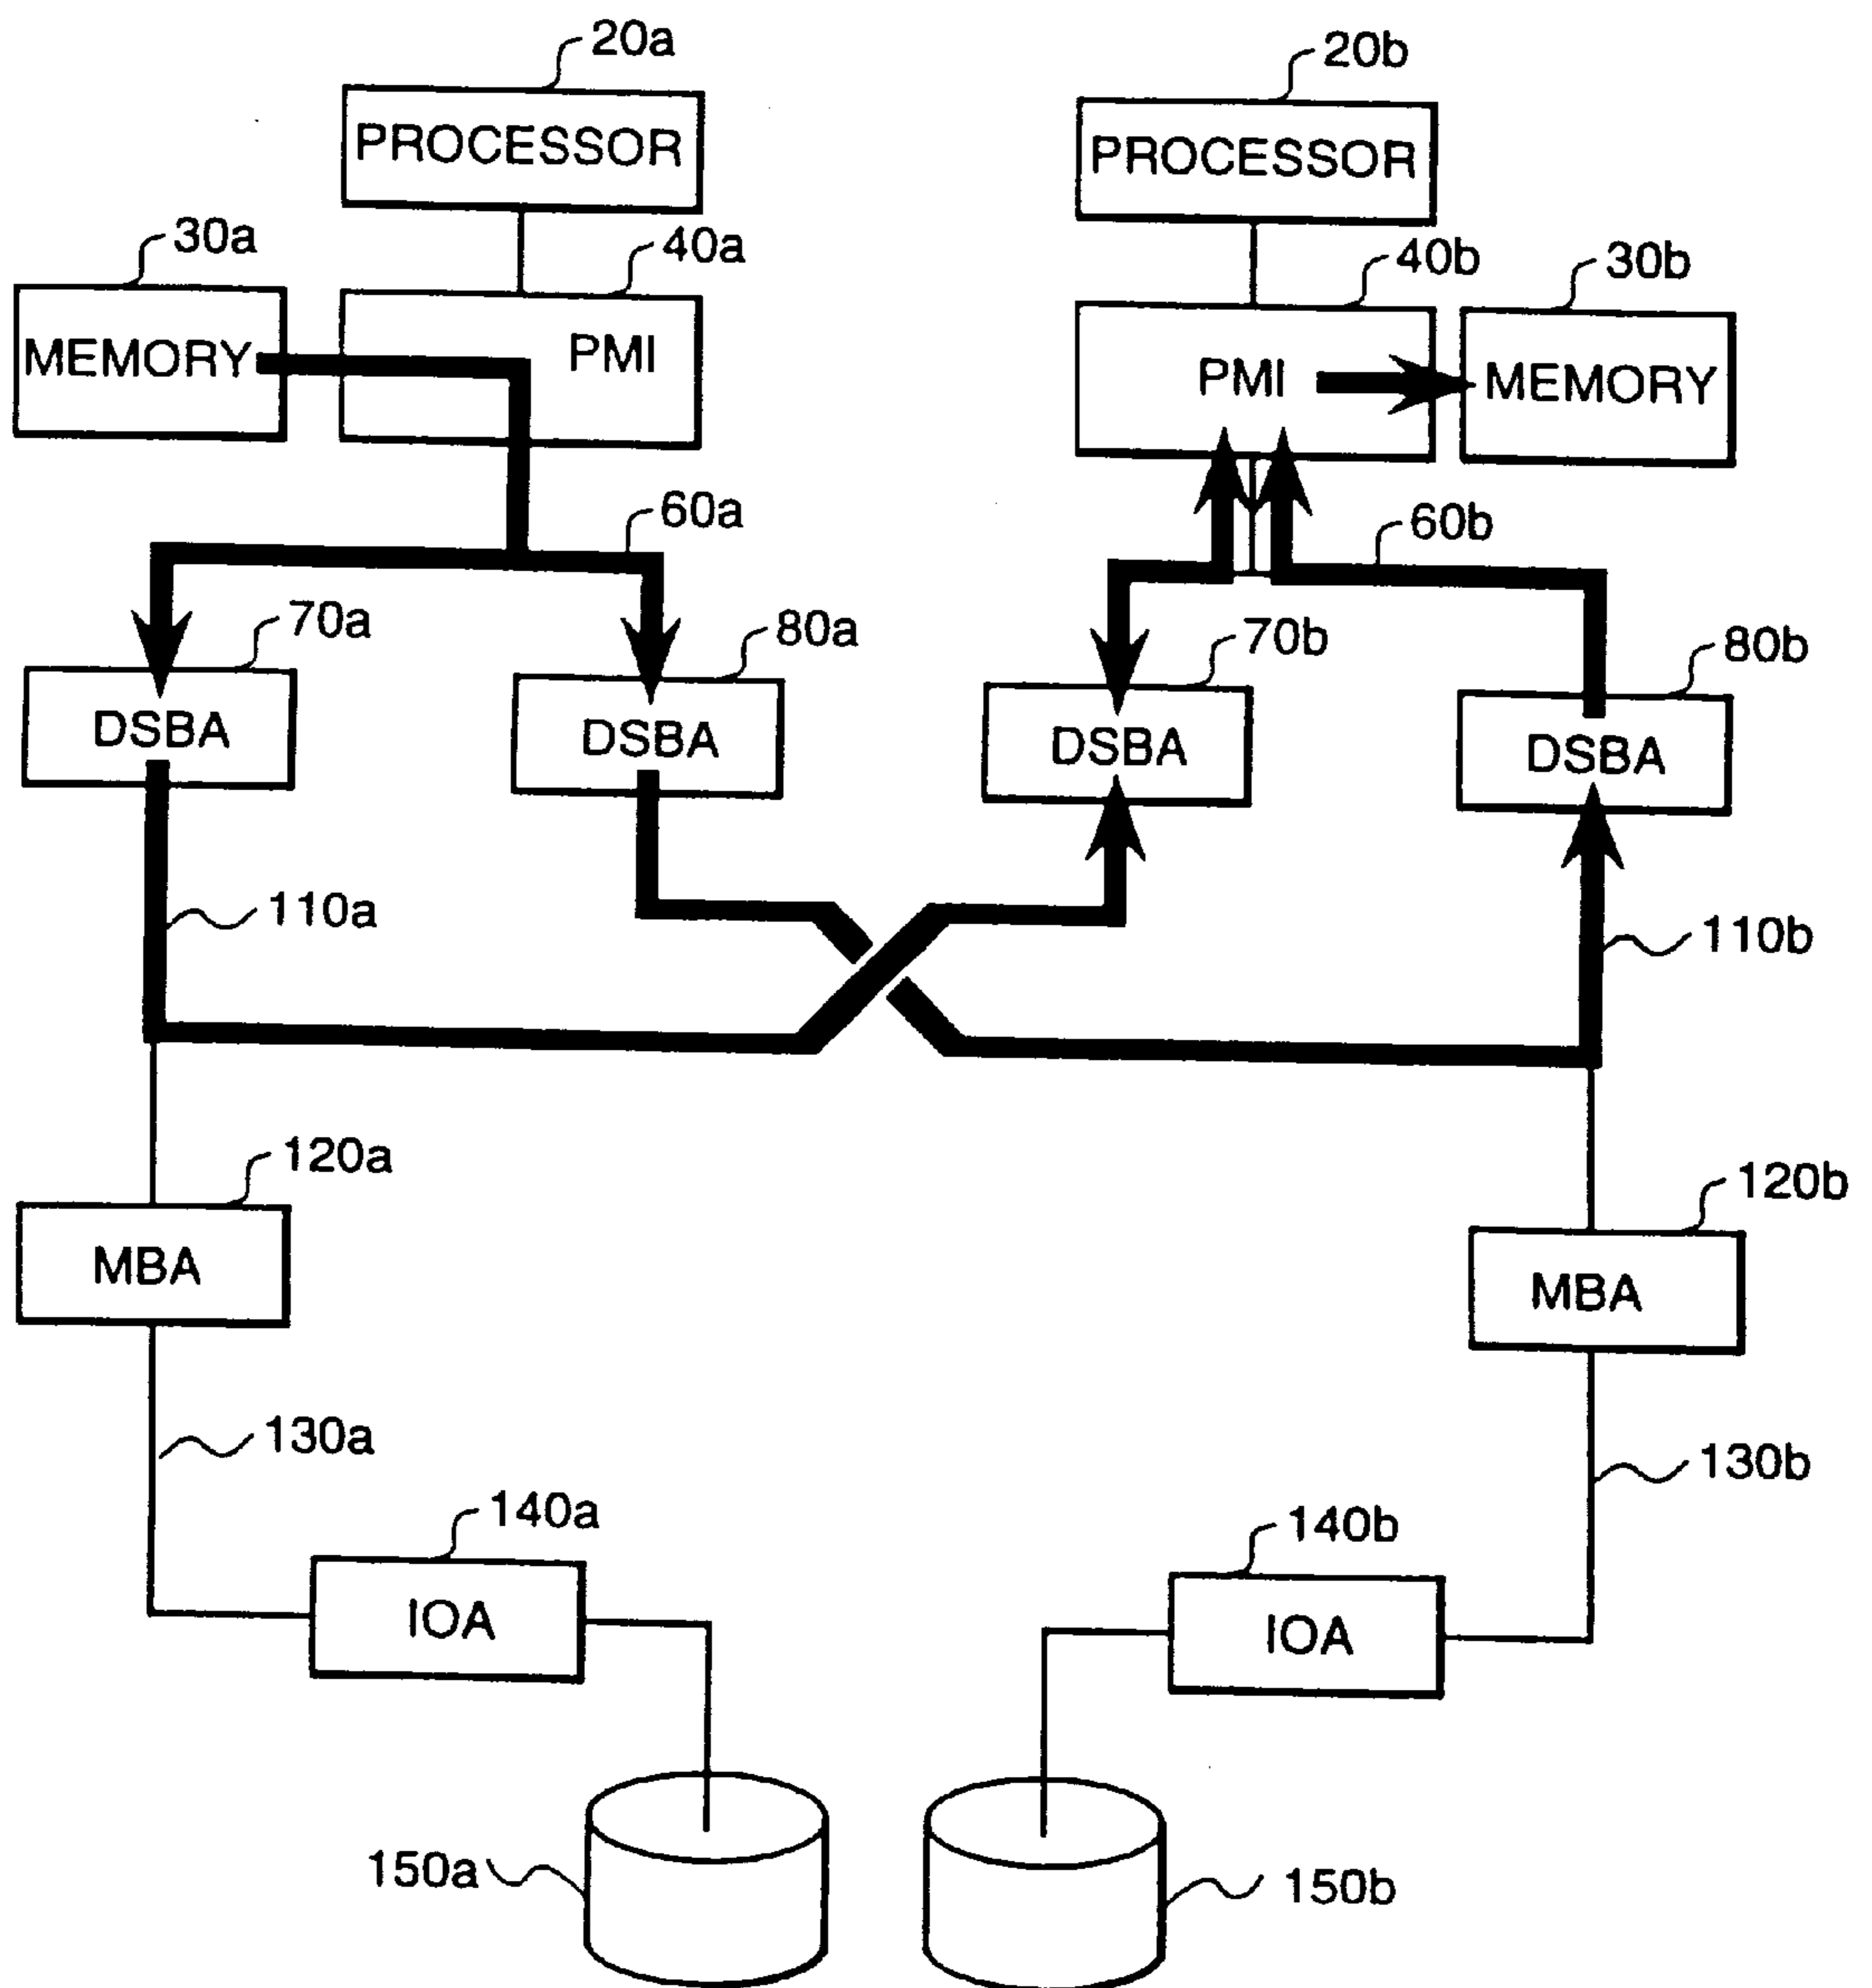 20a
20b
PROCESSOR
PROCESSOR
30a
40a
40b
30b
MEMORY
PMI
PMI
MEMORY
60a
60b
70a
80a
70b
80b
DSBA
DSBA
DSBA
DSBA
110a
110b
120a
120b
MBA
MBA
130a
130b
140a
140b
IOA
IOA
150a
150b